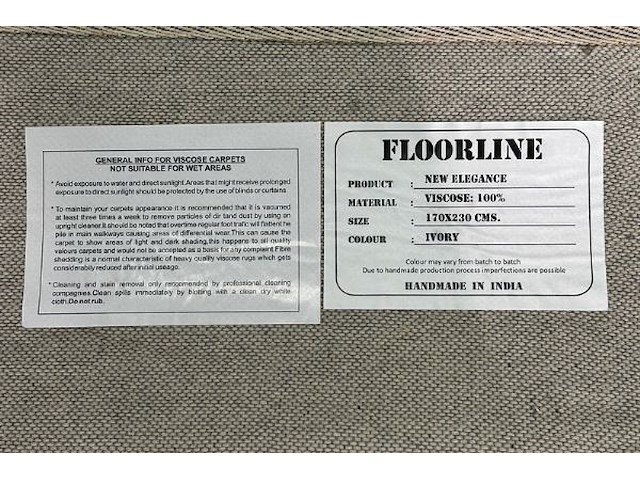 GENERAL INFO FOR VISCOSE CARPETS
NOT SUITABLE FOR WET AREAS
* Avoid exposure to water and direct sunlight.Areas that might receive prolonged
exposure to direct sunlight should be protected by the use of blinds or curtains.
* To maintain your carpets appearance it is recommended that it is vacumed
at least three times a week to remove particles of dir tand dust by using an
upright cleaner.It should be noted that overtime regular foot trafic will flatten the
pile in main walkways causing areas of differential wear.This can cause the
carpet to show areas of light and dark shading,this happens to all quality
velours carpets and would not be accepted as a basis for any complaint.Fibre
shedding is a normal characteristic of heavy quality viscose rugs which gets
considerably reduced after initial useage.
* Cleaning and stain removal only reccomended by professional cleaning
compagnies.Clean spills immediately by blotting with a clean dry white
cloth.Do not rub.
FLOORLINE
PRODUCT : NEW ELEGANCE
MATERIAL : VISCOSE: 100%
SIZE : 170X230 CMS.
COLOUR : IVORY
Colour may vary from batch to batch
Due to handmade production process imperfections are possible
HANDMADE IN INDIA